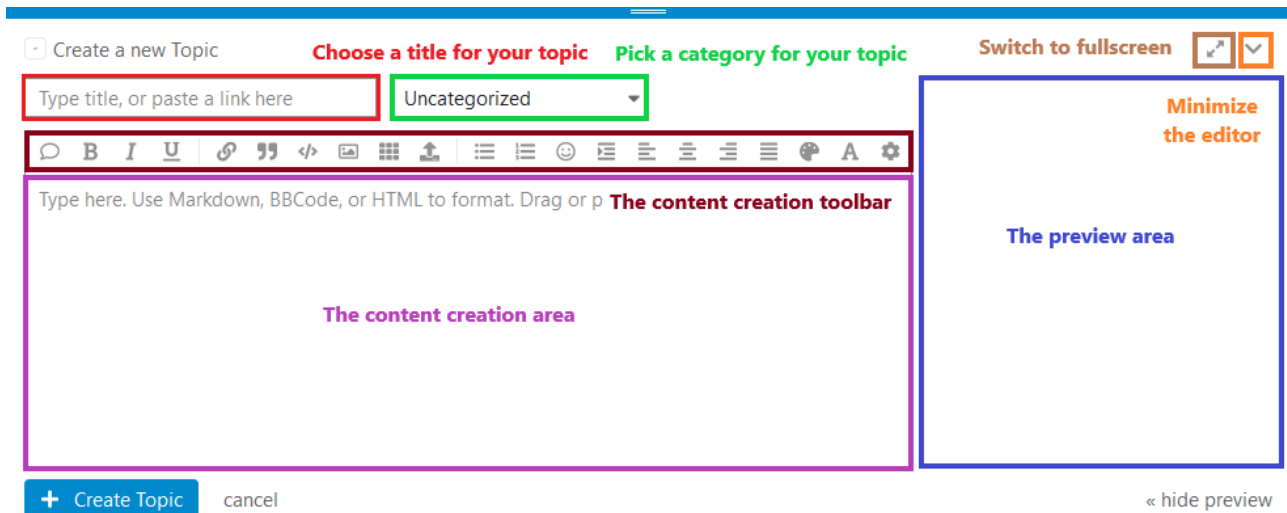 Create a new Topic
Choose a title for your topic
Pick a category for your topic
Switch to fullscreen
Type title, or paste a link here
Uncategorized
Minimize
the editor
B I U A
Type here. Use Markdown, BBCode, or HTML to format. Drag or p
The content creation toolbar
The preview area
The content creation area
+ Create Topic
cancel
« hide preview